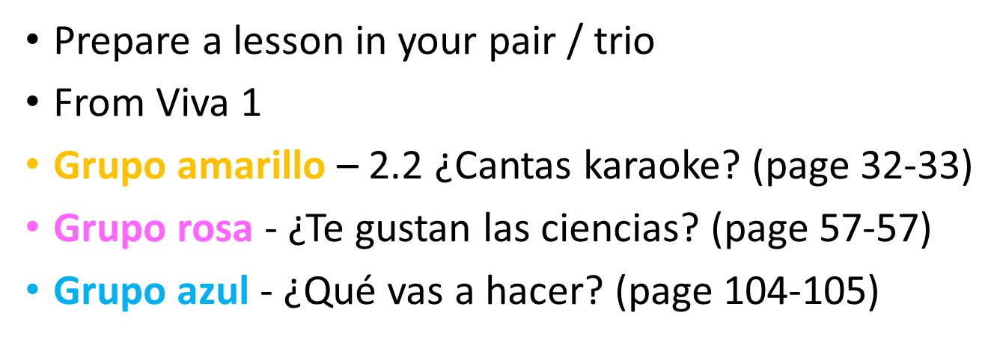 • Prepare a lesson in your pair / trio
• From Viva 1
• Grupo amarillo – 2.2 ¿Cantas karaoke? (page 32-33)
• Grupo rosa - ¿Te gustan las ciencias? (page 57-57)
• Grupo azul - ¿Qué vas a hacer? (page 104-105)